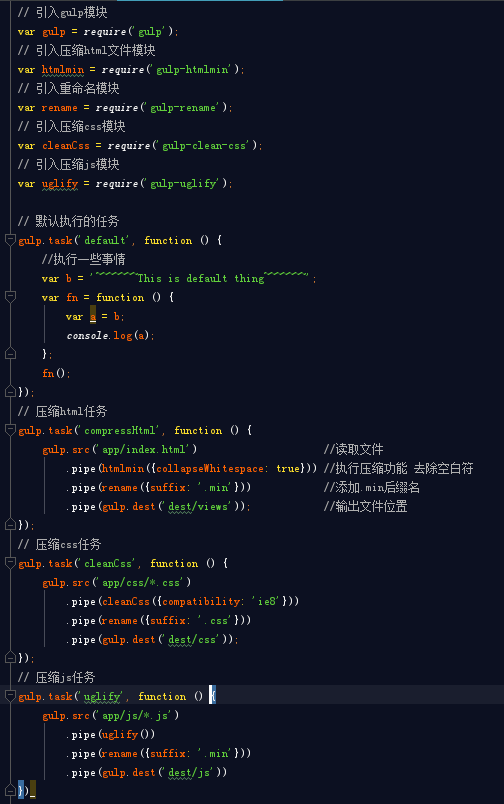 // 引入gulp模块
var gulp = require('gulp');
// 引入压缩html文件模块
var htmlmin = require('gulp-htmlmin');
// 引入重命名模块
var rename = require('gulp-rename');
// 引入压缩css模块
var cleanCss = require('gulp-clean-css');
// 引入压缩js模块
var uglify = require('gulp-uglify');

// 默认执行的任务
gulp.task('default', function () {
    //执行一些事情
    var b = '~~~~~~~This is default thing~~~~~~~';
    var fn = function () {
        var a = b;
        console.log(a);
    };
    fn();
});
// 压缩html任务
gulp.task('compressHtml', function () {
    gulp.src('app/index.html')                     //读取文件
        .pipe(htmlmin({collapseWhitespace: true})) //执行压缩功能 去除空白符
        .pipe(rename({suffix: '.min'}))            //添加.min后缀名
        .pipe(gulp.dest('dest/views'));            //输出文件位置
});
// 压缩css任务
gulp.task('cleanCss', function () {
    gulp.src('app/css/*.css')
        .pipe(cleanCss({compatibility: 'ie8'}))
        .pipe(rename({suffix: '.css'}))
        .pipe(gulp.dest('dest/css'));
});
// 压缩js任务
gulp.task('uglify', function () {
    gulp.src('app/js/*.js')
        .pipe(uglify())
        .pipe(rename({suffix: '.min'}))
        .pipe(gulp.dest('dest/js'))
})